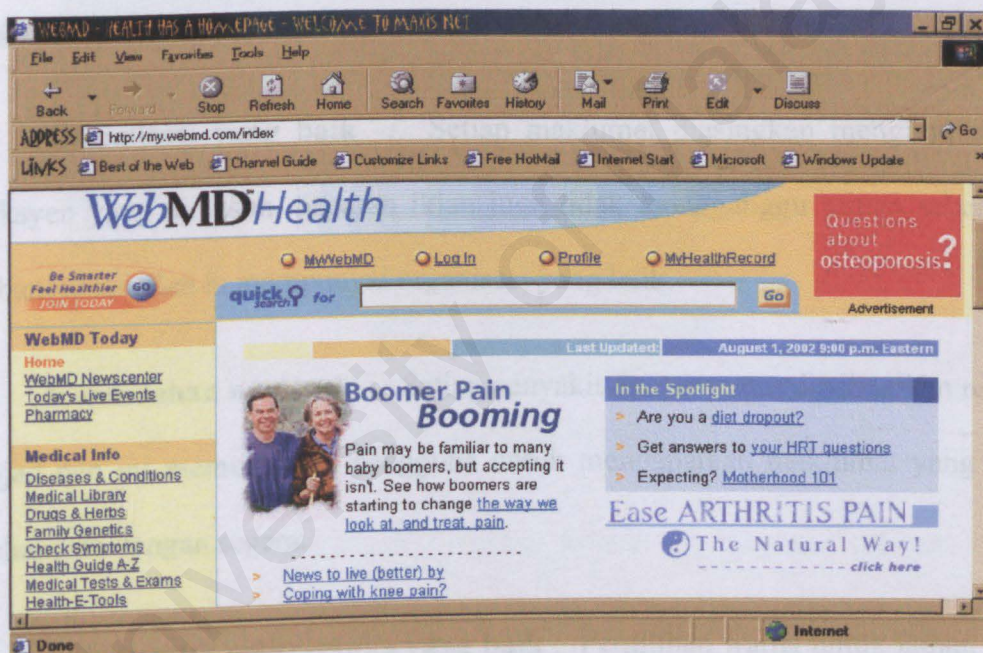 WEBMD - HEALTH HAS A HOMEPAGE - WELCOME TO MAXIS NET
File Edit View Favorites Tools Help
Back Forward Stop Refresh Home Search Favorites History Mail Print Edit Discuss
ADDRESS http://my.webmd.com/index Go
LINKS Best of the Web Channel Guide Customize Links Free HotMail Internet Start Microsoft Windows Update
WebMD Health
Be Smarter
Feel Healthier
JOIN TODAY
GO
MyWebMD Log In Profile MyHealthRecord
quick search for Go
Questions
about
osteoporosis?
Advertisement
WebMD Today
Home
WebMD Newscenter
Today's Live Events
Pharmacy
Medical Info
Diseases & Conditions
Medical Library
Drugs & Herbs
Family Genetics
Check Symptoms
Health Guide A-Z
Medical Tests & Exams
Health-E-Tools
Last Updated: August 1, 2002 9:00 p.m. Eastern
Boomer Pain
Booming
Pain may be familiar to many
baby boomers, but accepting it
isn't. See how boomers are
starting to change the way we
look at, and treat, pain.
News to live (better) by
Coping with knee pain?
In the Spotlight
Are you a diet dropout?
Get answers to your HRT questions
Expecting? Motherhood 101
Ease ARTHRITIS PAIN
The Natural Way!
click here
Done Internet